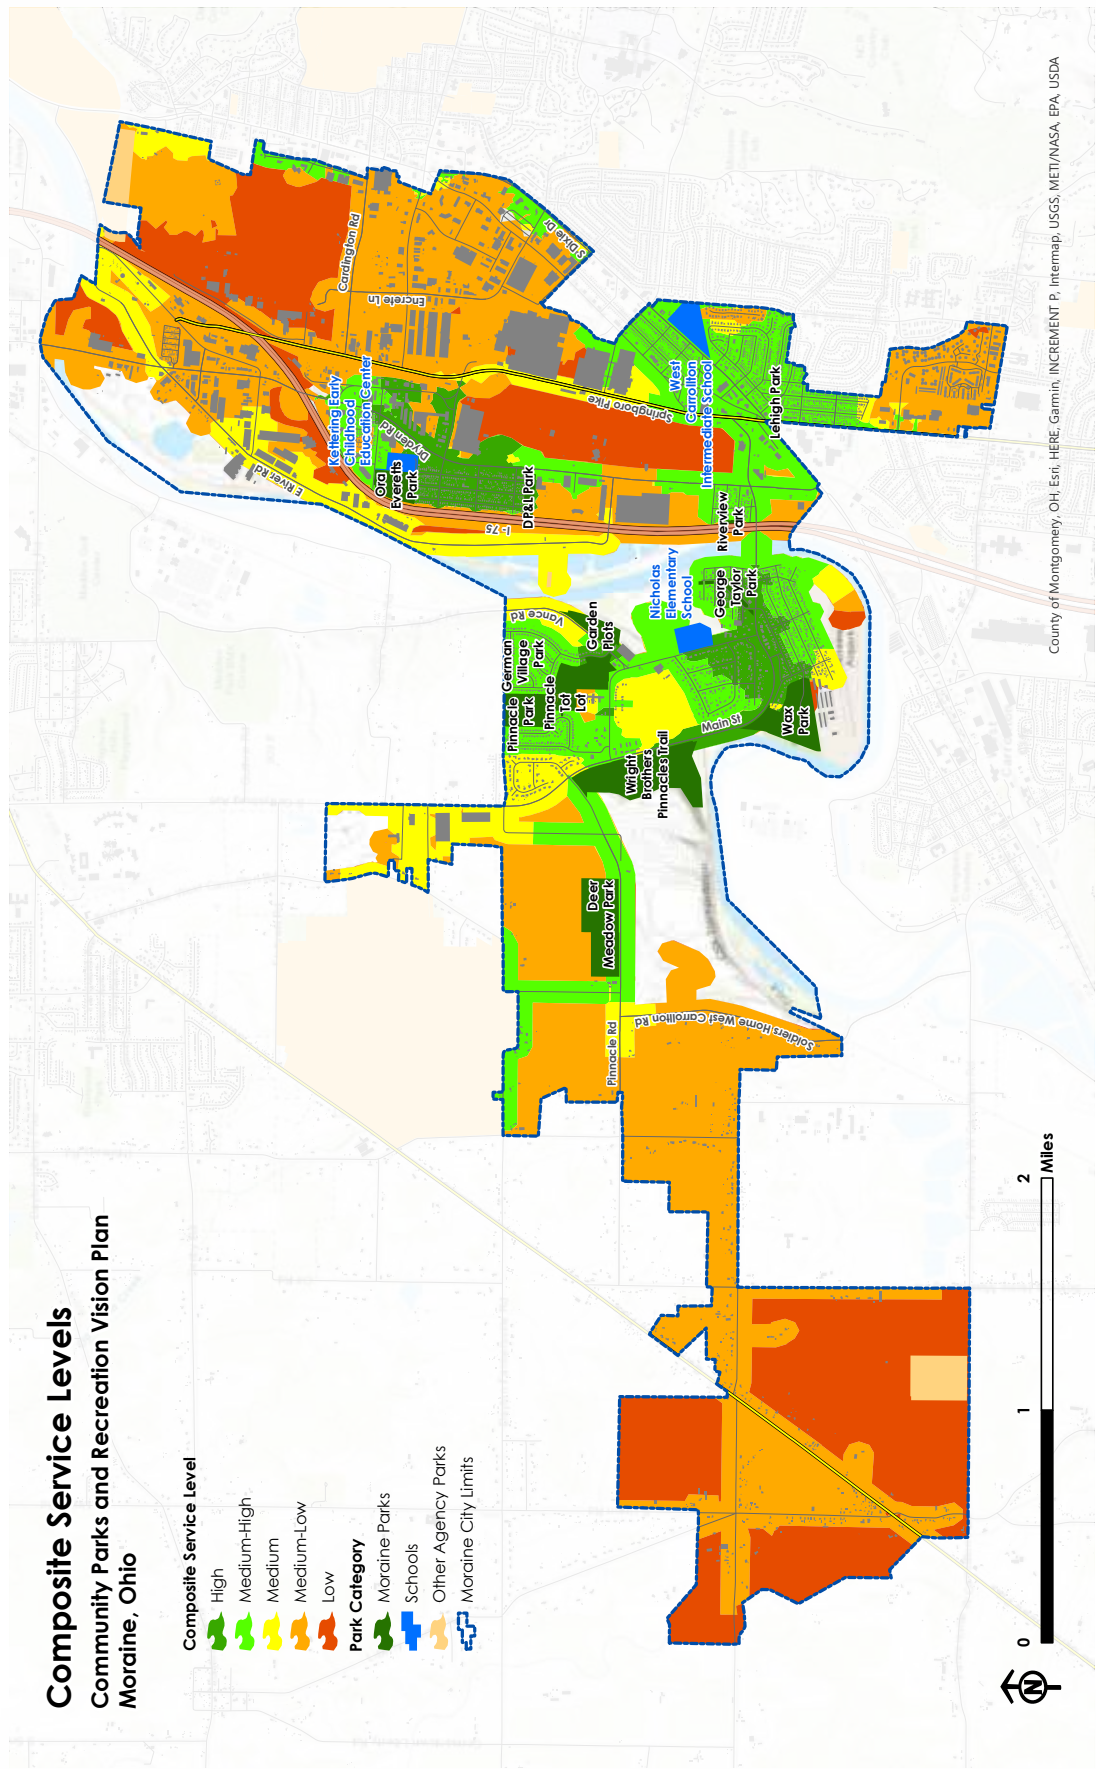 Composite Service Levels
Community Parks and Recreation Vision Plan
Moraine, Ohio
Composite Service Level
High
Medium-High
Medium
Medium-Low
Low
Park Category
Moraine Parks
Schools
Other Agency Parks
Moraine City Limits
Cardington Rd
Encrete Ln
S Dixie Dr
Kettering Early
Childhood
Education Center
Dryden Rd
E River Rd
Ora
Everetts
Park
Springboro Pike
West
Carrollton
Intermediate School
Lehigh Park
DP&L Park
I- 75
Riverview
Park
Nicholas
Elementary
School
George
Taylor
Park
Vance Rd
Garden
Plots
German
Village
Park
Pinnacle
Park
Pinnacle
Tot
Lot
Main St
Wax
Park
Wright
Brothers
Pinnacles Trail
Deer
Meadow Park
Pinnacle Rd
Soldiers Home West Carrollton Rd
N
0
1
2
Miles
County of Montgomery, OH, Esri, HERE, Garmin, INCREMENT P, Intermap, USGS, METI/NASA, EPA, USDA